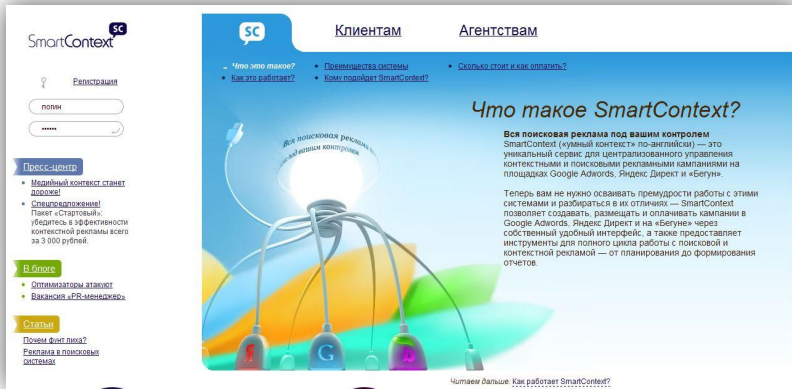 SC
SmartContext
Регистрация
логин
••••••
Пресс-центр
Медийный контекст станет
дороже!
Спецпредложение!
Пакет «Стартовый»:
убедитесь в эффективности
контекстной рекламы всего
за 3 000 рублей.
В блоге
Оптимизаторы атакуют
Вакансия «PR-менеджер»
Статьи
Почем фунт лиха?
Реклама в поисковых
системах
SC
Клиентам
Агентствам
Что это такое?
Преимущества системы
Сколько стоит и как оплатить?
Как это работает?
Кому подойдет SmartContext?
Что такое SmartContext?
Вся поисковая реклама под вашим контролем
SmartContext («умный контекст» по-английски) — это
уникальный сервис для централизованного управления
контекстными и поисковыми рекламными кампаниями на
площадках Google Adwords, Яндекс Директ и «Бегун».
Теперь вам не нужно осваивать премудрости работы с этими
системами и разбираться в их отличиях — SmartContext
позволяет создавать, размещать и оплачивать кампании в
Google Adwords, Яндекс Директ и на «Бегуне» через
собственный удобный интерфейс, а также предоставляет
инструменты для полного цикла работы с поисковой и
контекстной рекламой — от планирования до формирования
отчетов.
Вся поисковая реклама
под вашим контролем
Я
G
Читаем дальше: Как работает SmartContext?